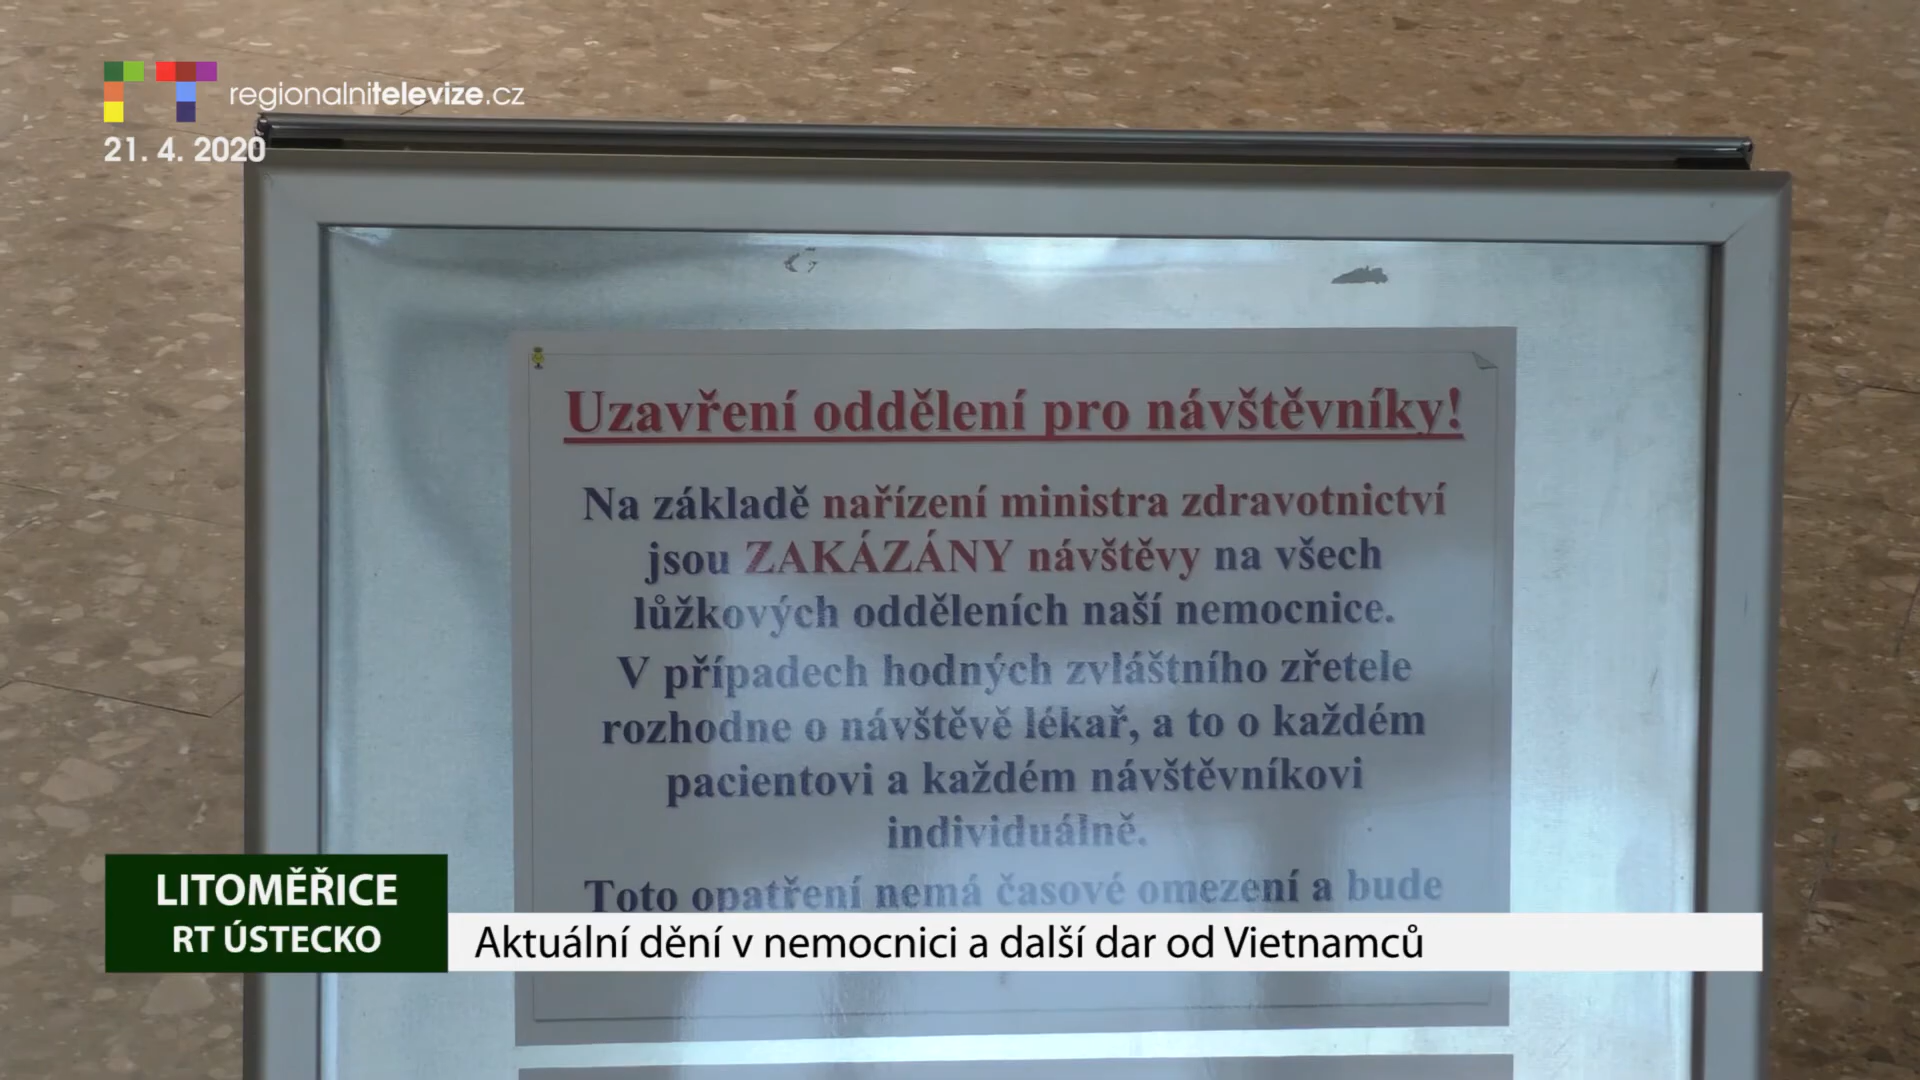 regionalnitelevize.cz
21. 4. 2020
Uzavření oddělení pro návštěvníky!
Na základě nařízení ministra zdravotnictví
jsou ZAKÁZÁNY návštěvy na všech
lůžkových odděleních naší nemocnice.
V případech hodných zvláštního zřetele
rozhodne o návštěvě lékař, a to o každém
pacientovi a každém návštěvníkovi
individuálně.
Toto opatření nemá časové omezení a bude
LITOMĚŘICE
RT ÚSTECKO
Aktuální dění v nemocnici a další dar od Vietnamců